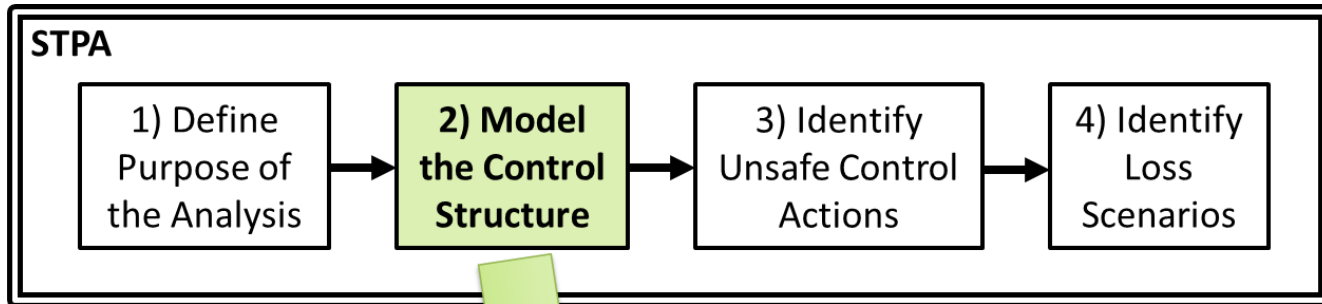 STPA
1) Define
Purpose of
the Analysis
2) Model
the Control
Structure
3) Identify
Unsafe Control
Actions
4) Identify
Loss
Scenarios